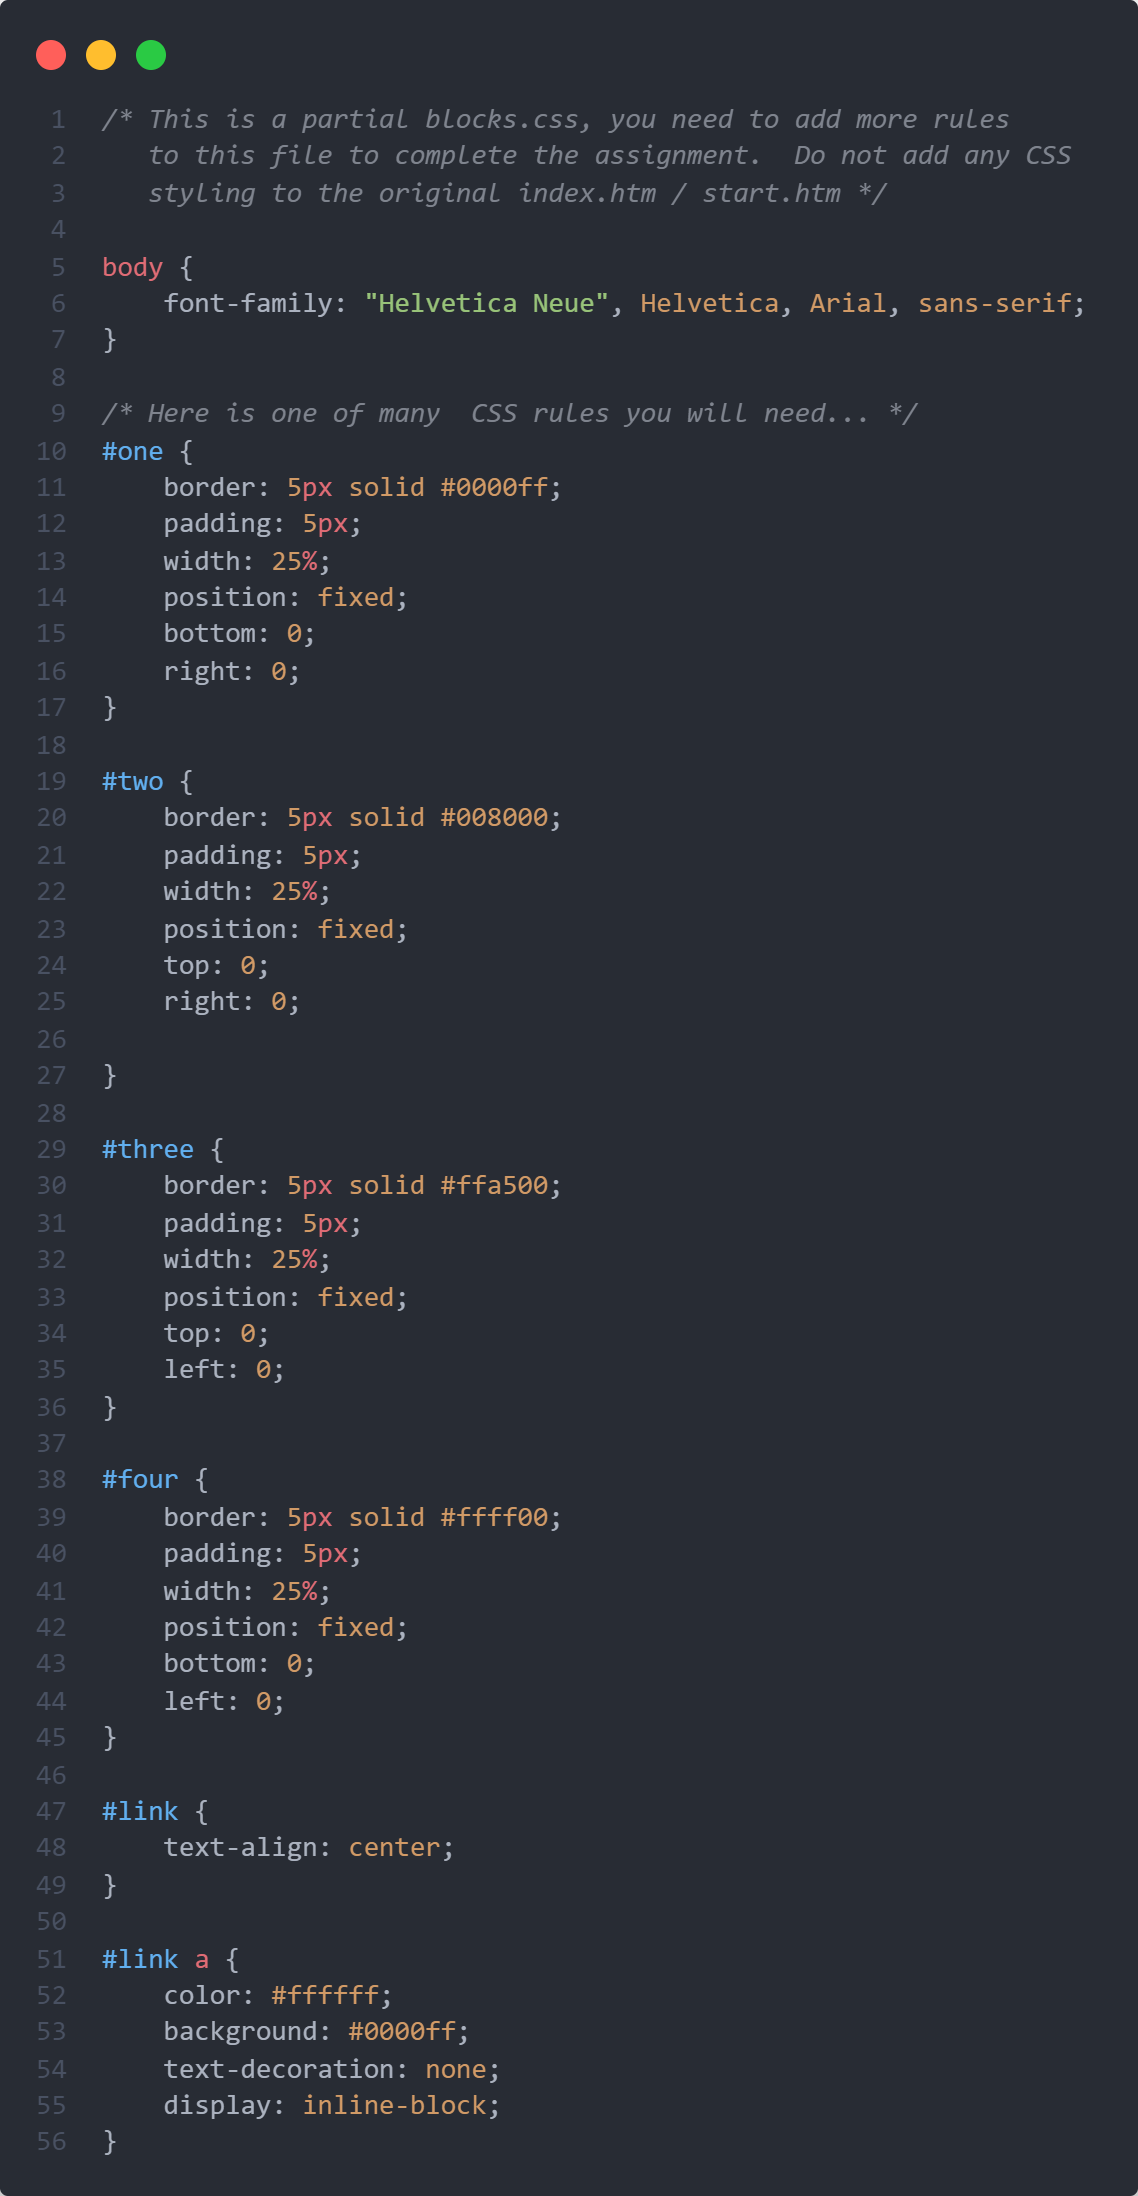 1 /* This is a partial blocks.css, you need to add more rules
2    to this file to complete the assignment.  Do not add any CSS
3    styling to the original index.htm / start.htm */
4
5 body {
6     font-family: "Helvetica Neue", Helvetica, Arial, sans-serif;
7 }
8
9 /* Here is one of many  CSS rules you will need... */
10 #one {
11     border: 5px solid #0000ff;
12     padding: 5px;
13     width: 25%;
14     position: fixed;
15     bottom: 0;
16     right: 0;
17 }
18
19 #two {
20     border: 5px solid #008000;
21     padding: 5px;
22     width: 25%;
23     position: fixed;
24     top: 0;
25     right: 0;
26
27 }
28
29 #three {
30     border: 5px solid #ffa500;
31     padding: 5px;
32     width: 25%;
33     position: fixed;
34     top: 0;
35     left: 0;
36 }
37
38 #four {
39     border: 5px solid #ffff00;
40     padding: 5px;
41     width: 25%;
42     position: fixed;
43     bottom: 0;
44     left: 0;
45 }
46
47 #link {
48     text-align: center;
49 }
50
51 #link a {
52     color: #ffffff;
53     background: #0000ff;
54     text-decoration: none;
55     display: inline-block;
56 }